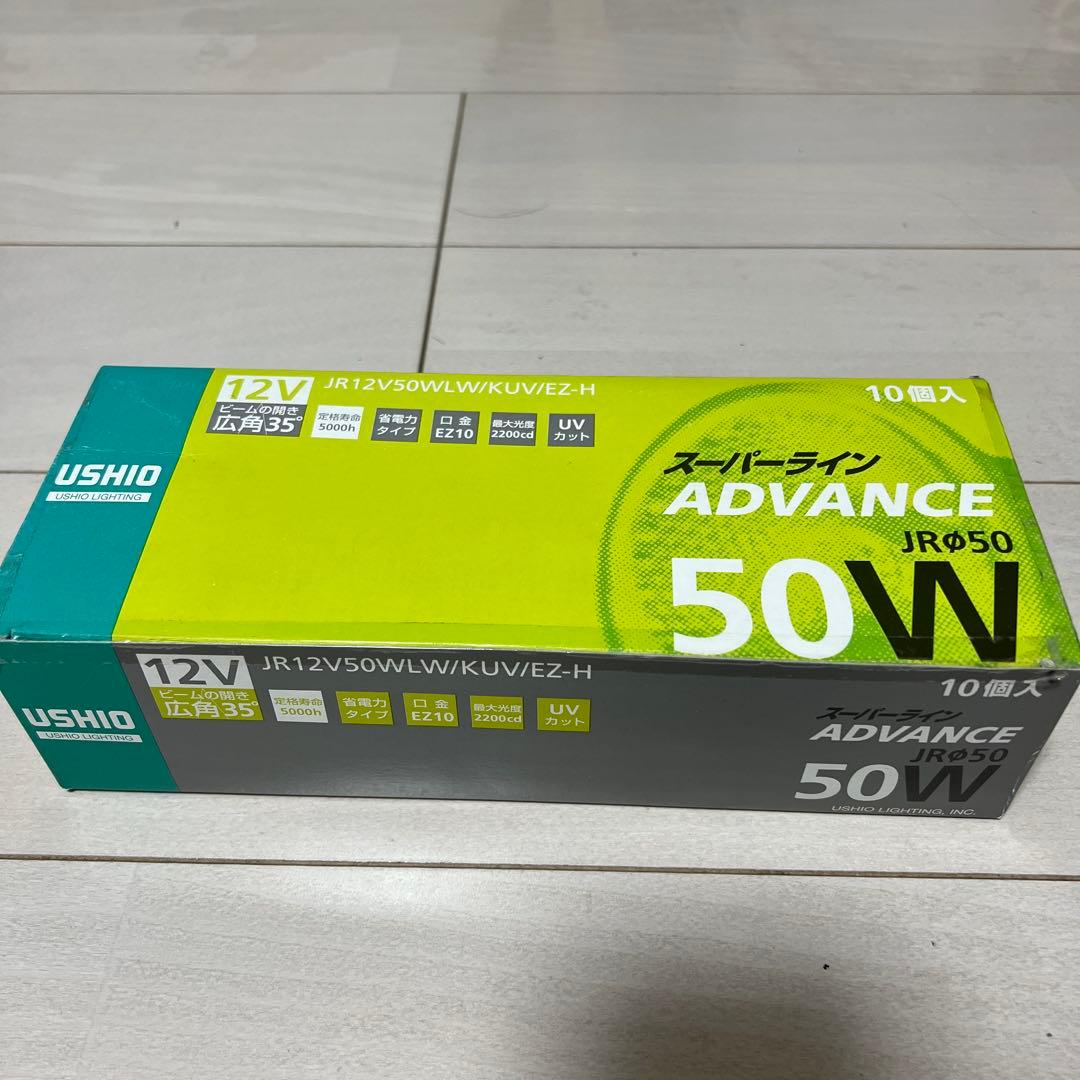 USHIO
USHIO LIGHTING
12V
ビームの開き
広角35°
JR12V50WLW/KUV/EZ-H
定格寿命
5000h
省電力
タイプ
口金
EZ10
最大光度
2200cd
UV
カット
10個入
スーパーライン
ADVANCE
JRφ50
50W
USHIO
USHIO LIGHTING
12V
ビームの開き
広角35°
JR12V50WLW/KUV/EZ-H
定格寿命
5000h
省電力
タイプ
口金
EZ10
最大光度
2200cd
UV
カット
10個入
スーパーライン
ADVANCE
JRφ50
50W
USHIO LIGHTING, INC.